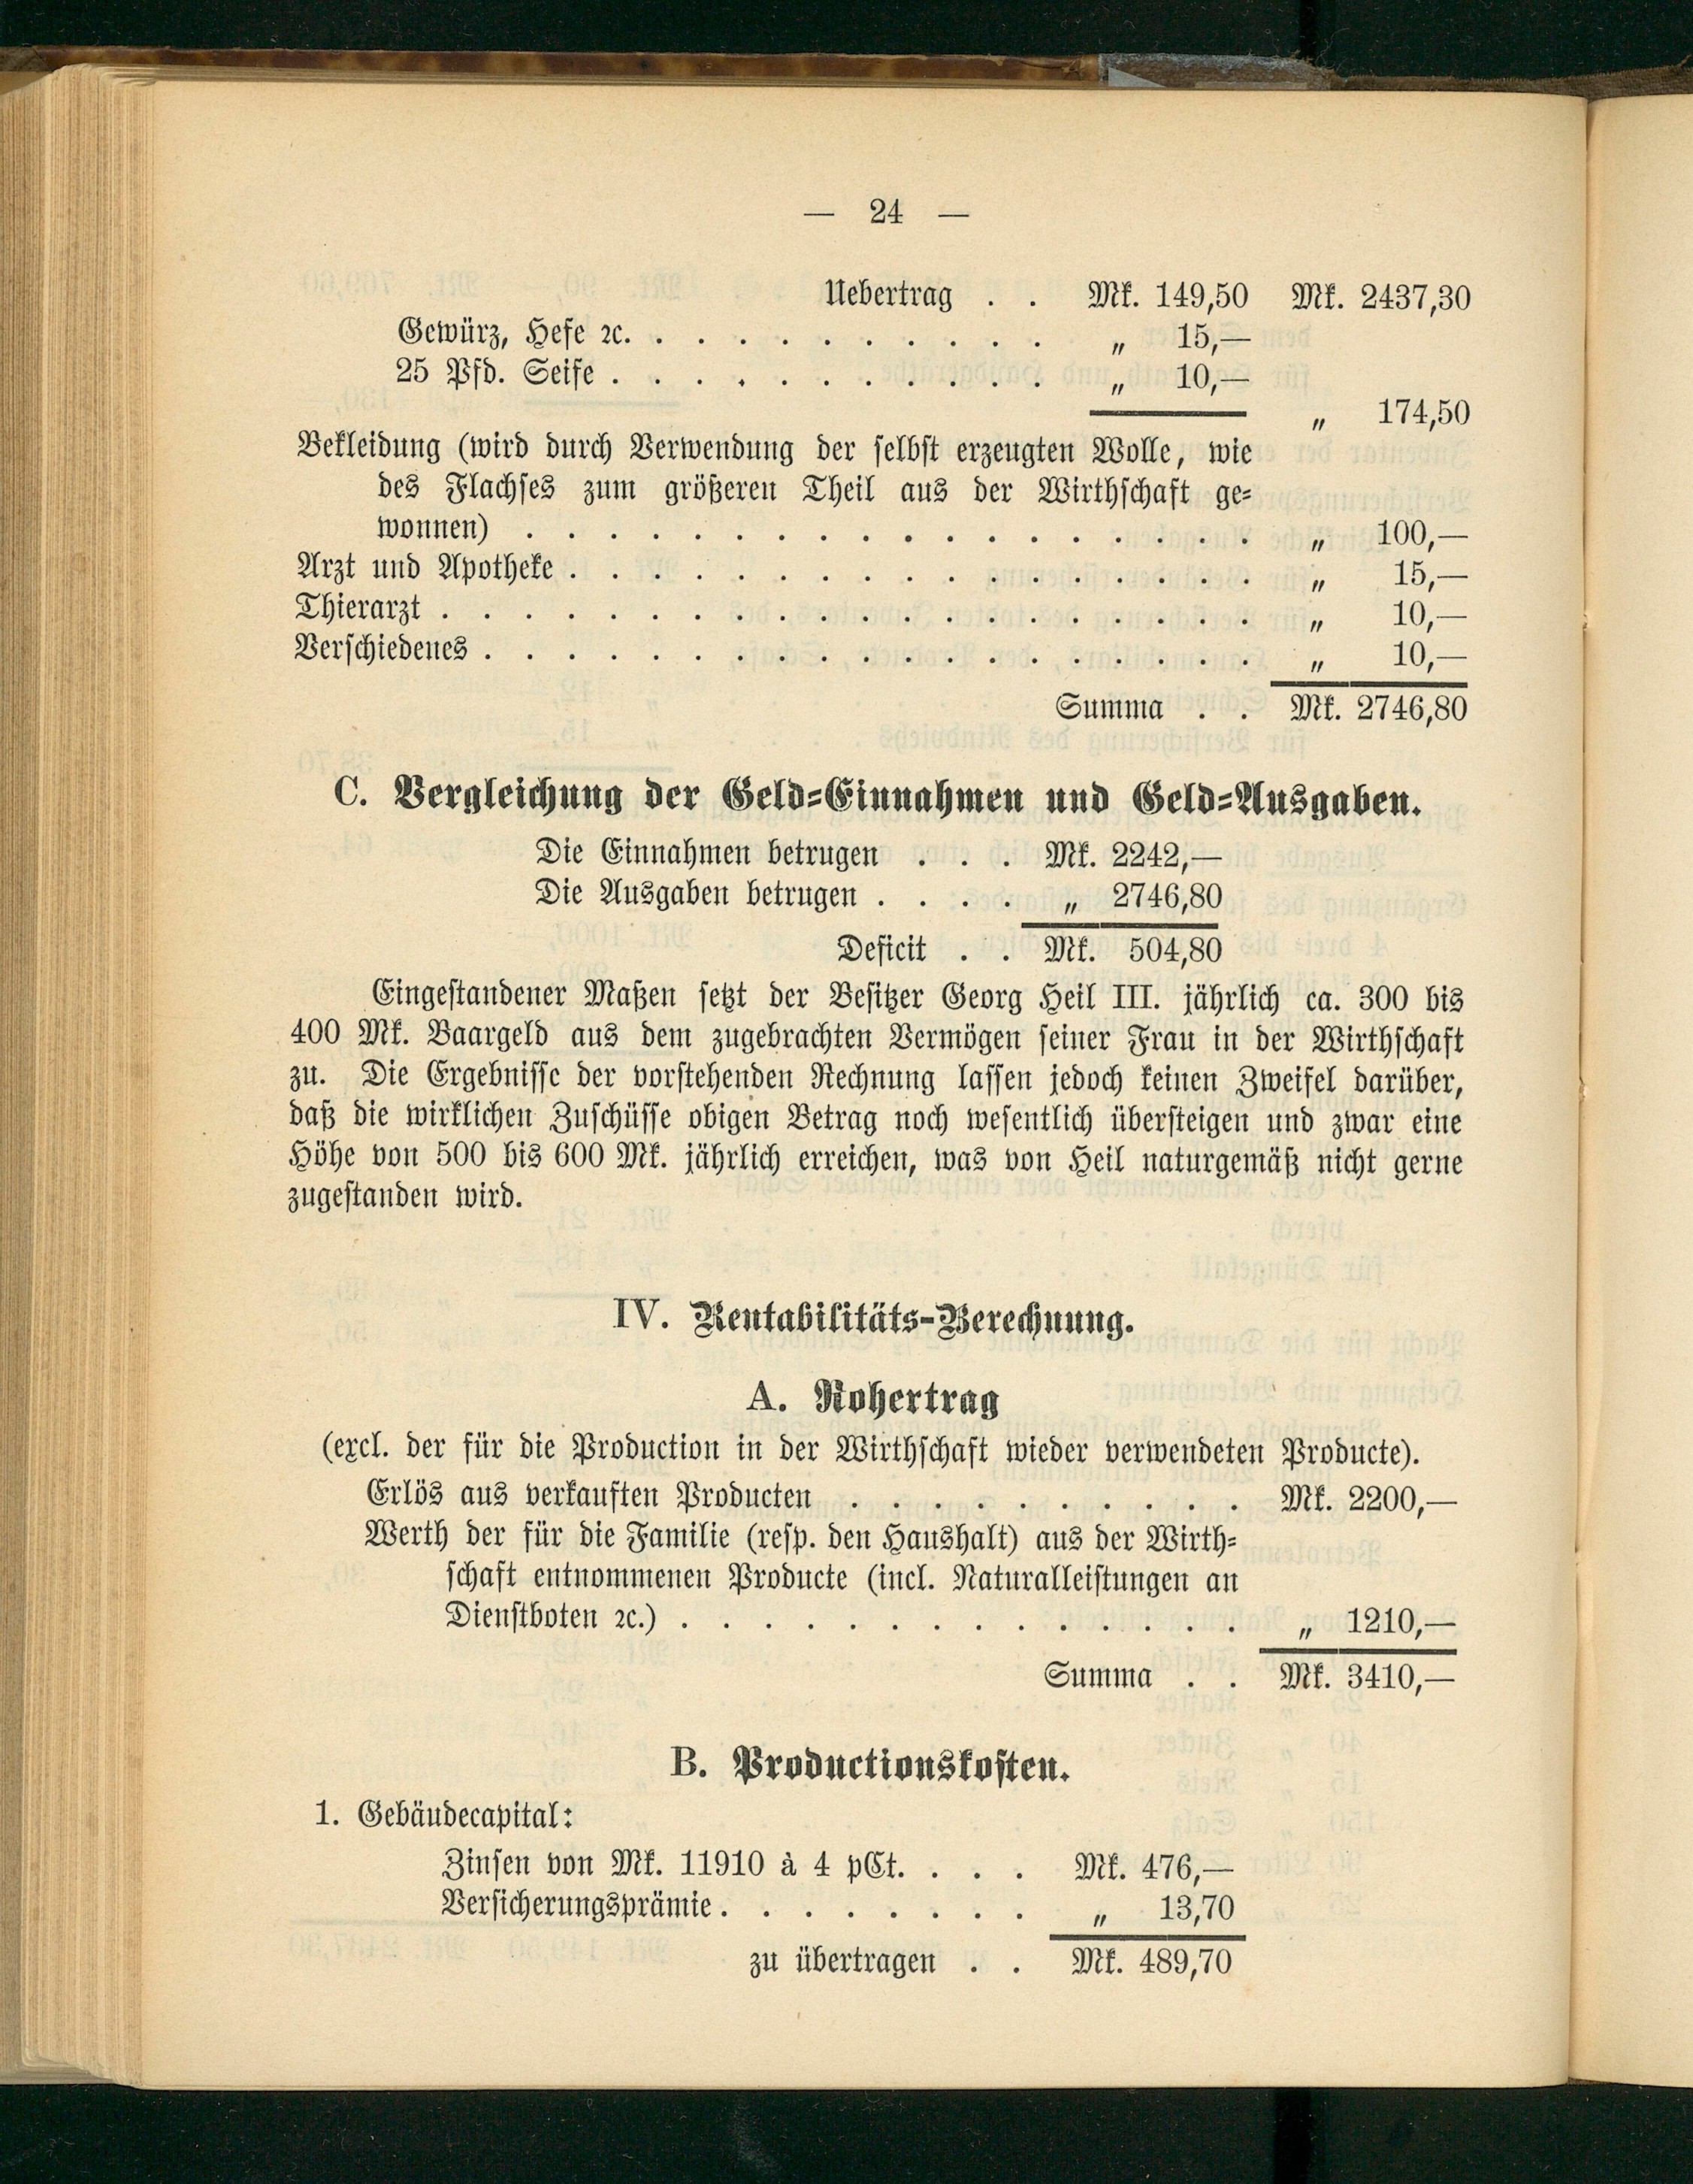 — 24 —
Uebertrag . . Mk. 149,50 Mk. 2437,30
Gewürz, Hefe ꝛc. . . . . . . . . . . . „ 15,—
25 Pfd. Seife . . . . . . . . . . . „ 10,—
„ 174,50
Bekleidung (wird durch Verwendung der selbst erzeugten Wolle, wie
des Flachses zum größeren Theil aus der Wirthschaft ge-
wonnen) . . . . . . . . . . . . . . . . . . „ 100,—
Arzt und Apotheke . . . . . . . . . . . . . . . . . „ 15,—
Thierarzt . . . . . . . . . . . . . . . . . . . . „ 10,—
Verschiedenes . . . . . . . . . . . . . . . . . . . „ 10,—
Summa . . Mk. 2746,80
C. Vergleichung der Geld-Einnahmen und Geld-Ausgaben.
Die Einnahmen betrugen . . . Mk. 2242,—
Die Ausgaben betrugen . . . . „ 2746,80
Deficit . . Mk. 504,80
Eingestandener Maßen setzt der Besitzer Georg Heil III. jährlich ca. 300 bis
400 Mk. Baargeld aus dem zugebrachten Vermögen seiner Frau in der Wirthschaft
zu. Die Ergebnisse der vorstehenden Rechnung lassen jedoch keinen Zweifel darüber,
daß die wirklichen Zuschüsse obigen Betrag noch wesentlich übersteigen und zwar eine
Höhe von 500 bis 600 Mk. jährlich erreichen, was von Heil naturgemäß nicht gerne
zugestanden wird.
IV. Rentabilitäts-Berechnung.
A. Rohertrag
(excl. der für die Production in der Wirthschaft wieder verwendeten Producte).
Erlös aus verkauften Producten . . . . . . . . . . Mk. 2200,—
Werth der für die Familie (resp. den Haushalt) aus der Wirth-
schaft entnommenen Producte (incl. Naturalleistungen an
Dienstboten ꝛc.) . . . . . . . . . . . . . . „ 1210,—
Summa . . Mk. 3410,—
B. Productionskosten.
1. Gebäudecapital:
Zinsen von Mk. 11910 à 4 pCt. . . . Mk. 476,—
Versicherungsprämie . . . . . . . . „ 13,70
zu übertragen . . Mk. 489,70